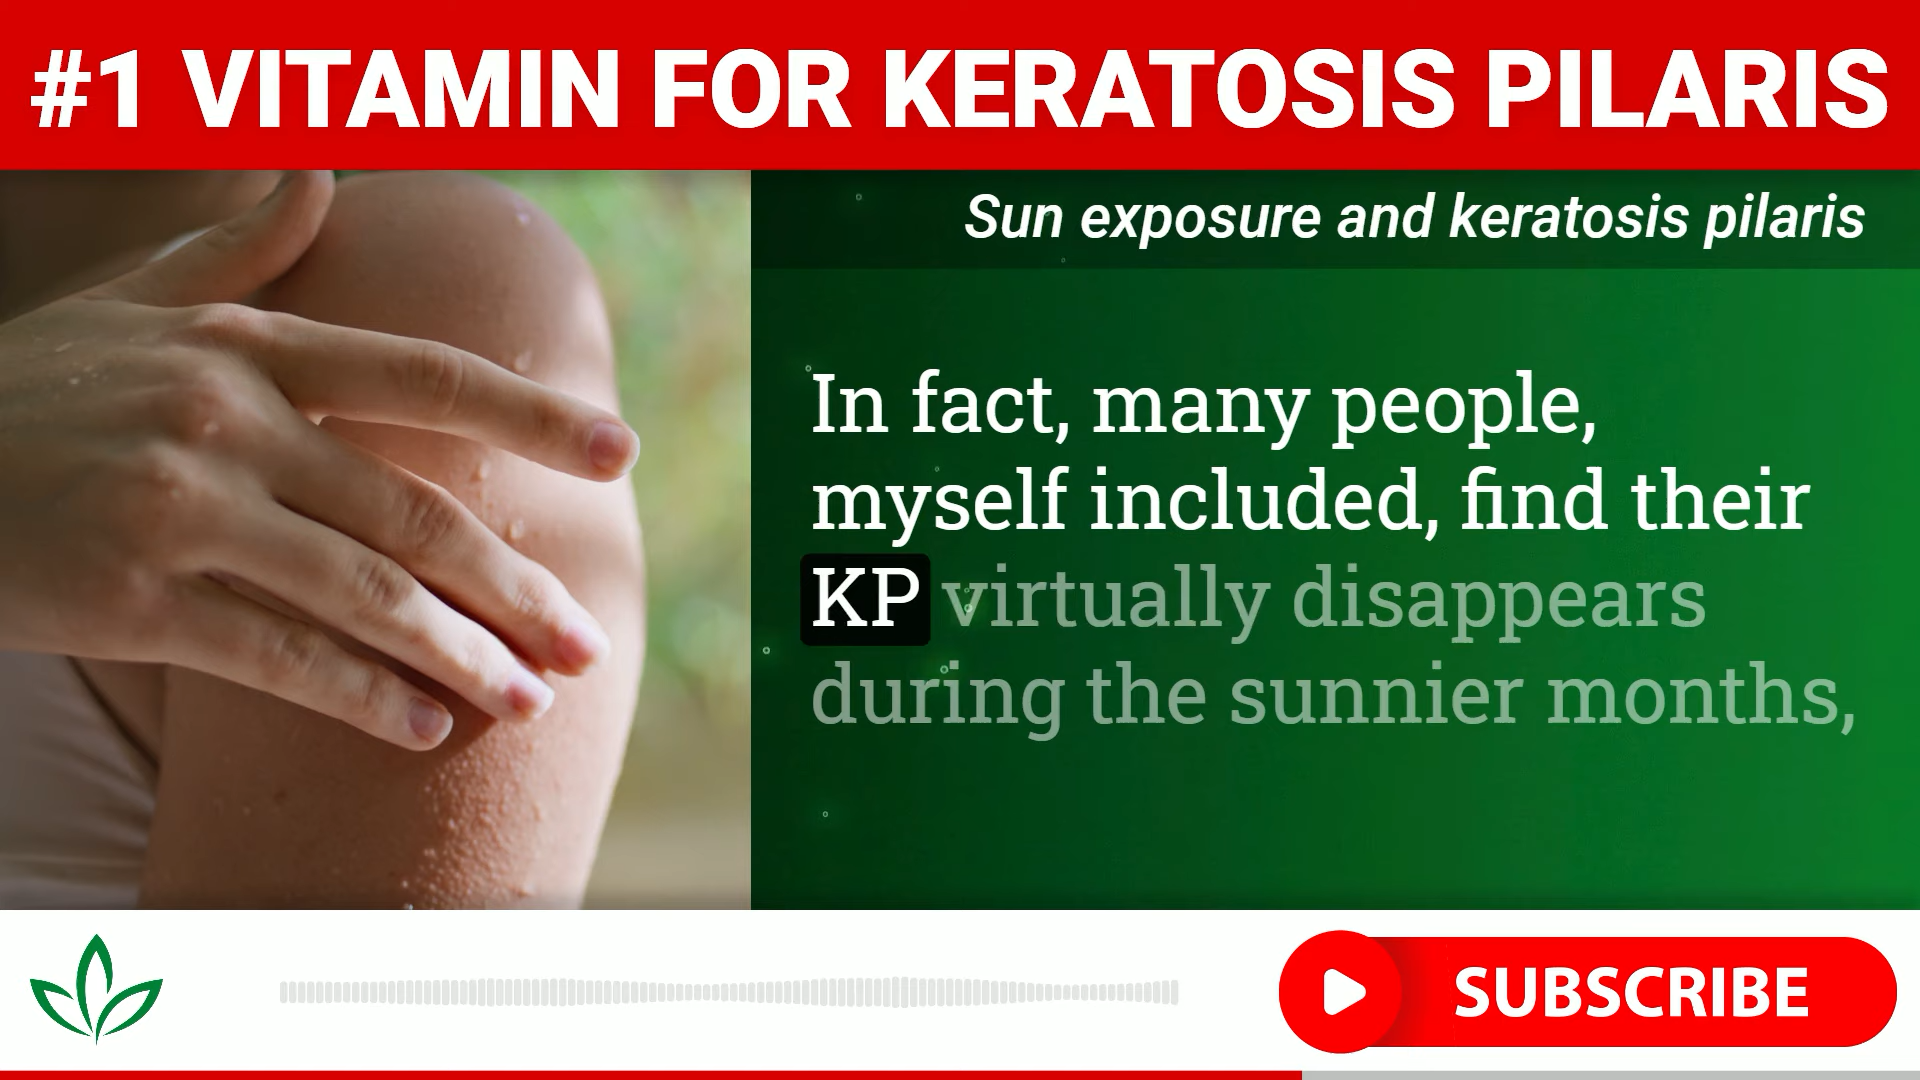 #1 VITAMIN FOR KERATOSIS PILARIS
Sun exposure and keratosis pilaris
In fact, many people,
myself included, find their
KP virtually disappears
during the sunnier months,
SUBSCRIBE